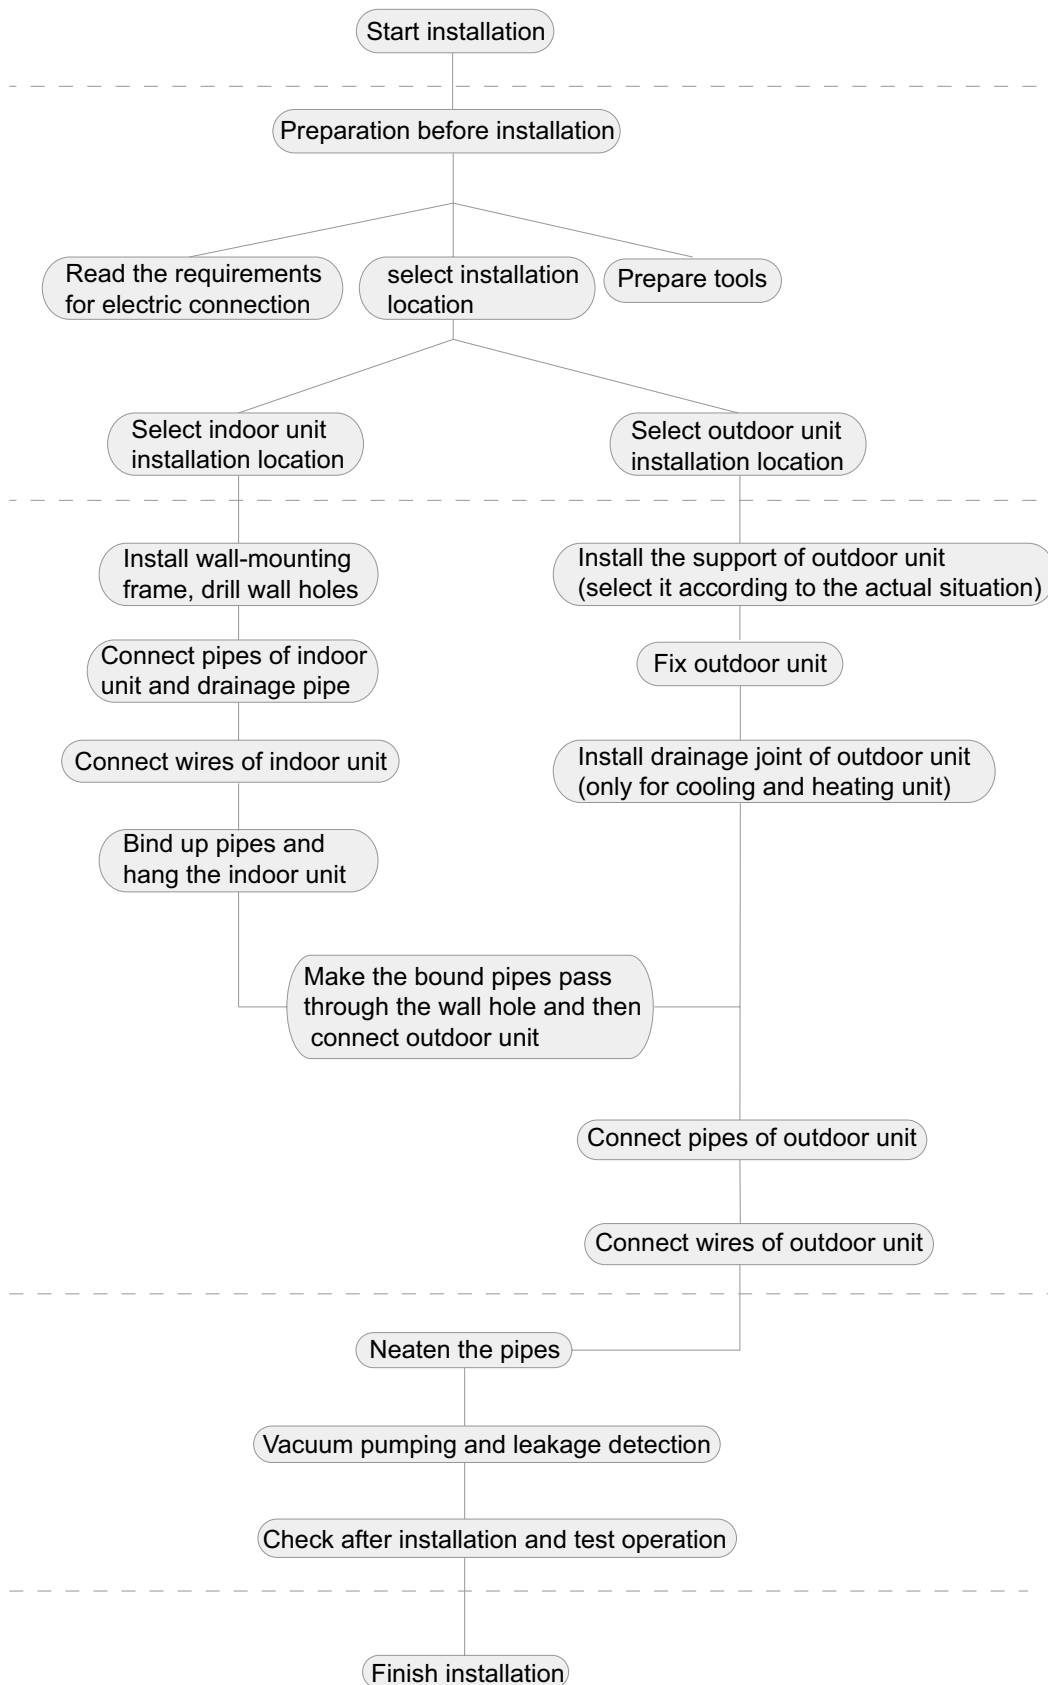 Start installation
Preparation before installation
Read the requirements
for electric connection
select installation
location
Prepare tools
Select indoor unit
installation location
Select outdoor unit
installation location
Install wall-mounting
frame, drill wall holes
Install the support of outdoor unit
(select it according to the actual situation)
Connect pipes of indoor
unit and drainage pipe
Fix outdoor unit
Connect wires of indoor unit
Install drainage joint of outdoor unit
(only for cooling and heating unit)
Bind up pipes and
hang the indoor unit
Make the bound pipes pass
through the wall hole and then
connect outdoor unit
Connect pipes of outdoor unit
Connect wires of outdoor unit
Neaten the pipes
Vacuum pumping and leakage detection
Check after installation and test operation
Finish installation